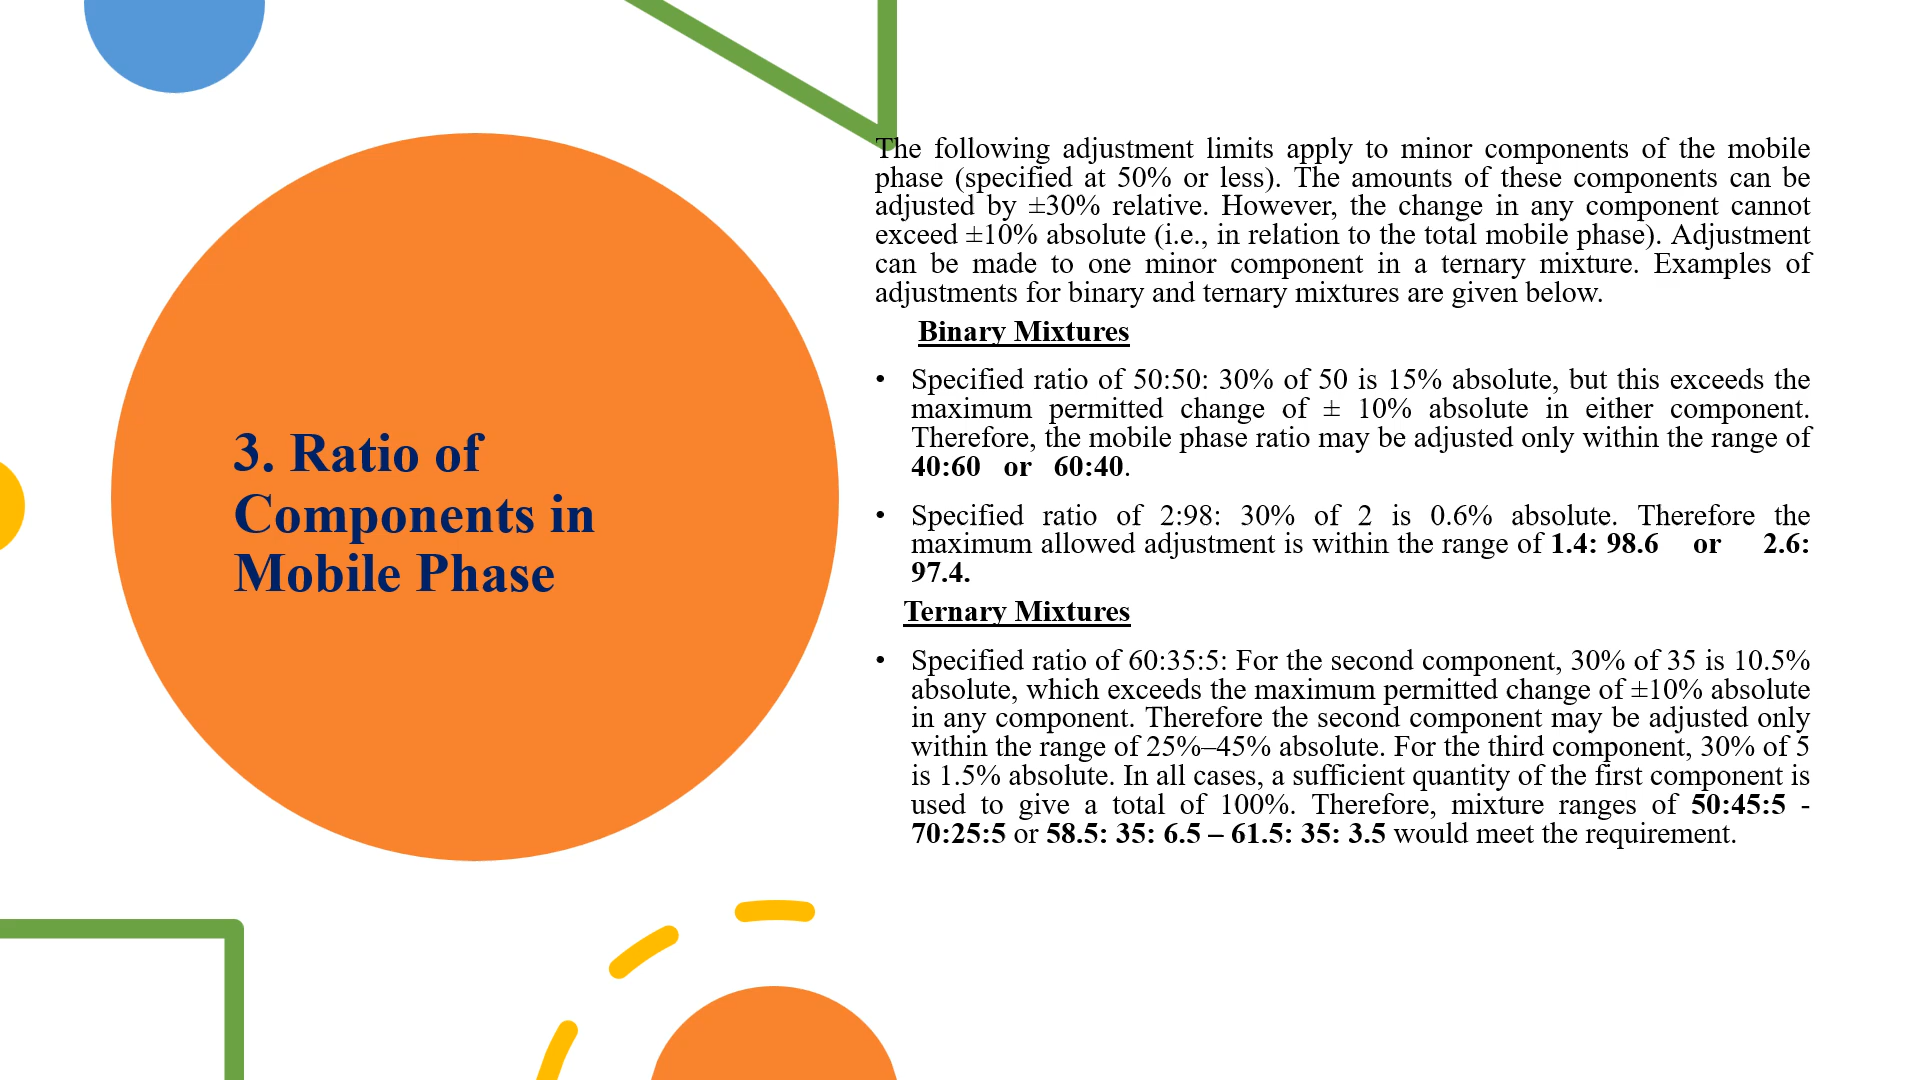 3. Ratio of
Components in
Mobile Phase
The following adjustment limits apply to minor components of the mobile
phase (specified at 50% or less). The amounts of these components can be
adjusted by ±30% relative. However, the change in any component cannot
exceed ±10% absolute (i.e., in relation to the total mobile phase). Adjustment
can be made to one minor component in a ternary mixture. Examples of
adjustments for binary and ternary mixtures are given below.
Binary Mixtures
• Specified ratio of 50:50: 30% of 50 is 15% absolute, but this exceeds the
maximum permitted change of ± 10% absolute in either component.
Therefore, the mobile phase ratio may be adjusted only within the range of
40:60 or 60:40.
• Specified ratio of 2:98: 30% of 2 is 0.6% absolute. Therefore the
maximum allowed adjustment is within the range of 1.4: 98.6 or 2.6:
97.4.
Ternary Mixtures
• Specified ratio of 60:35:5: For the second component, 30% of 35 is 10.5%
absolute, which exceeds the maximum permitted change of ±10% absolute
in any component. Therefore the second component may be adjusted only
within the range of 25%–45% absolute. For the third component, 30% of 5
is 1.5% absolute. In all cases, a sufficient quantity of the first component is
used to give a total of 100%. Therefore, mixture ranges of 50:45:5 -
70:25:5 or 58.5: 35: 6.5 – 61.5: 35: 3.5 would meet the requirement.